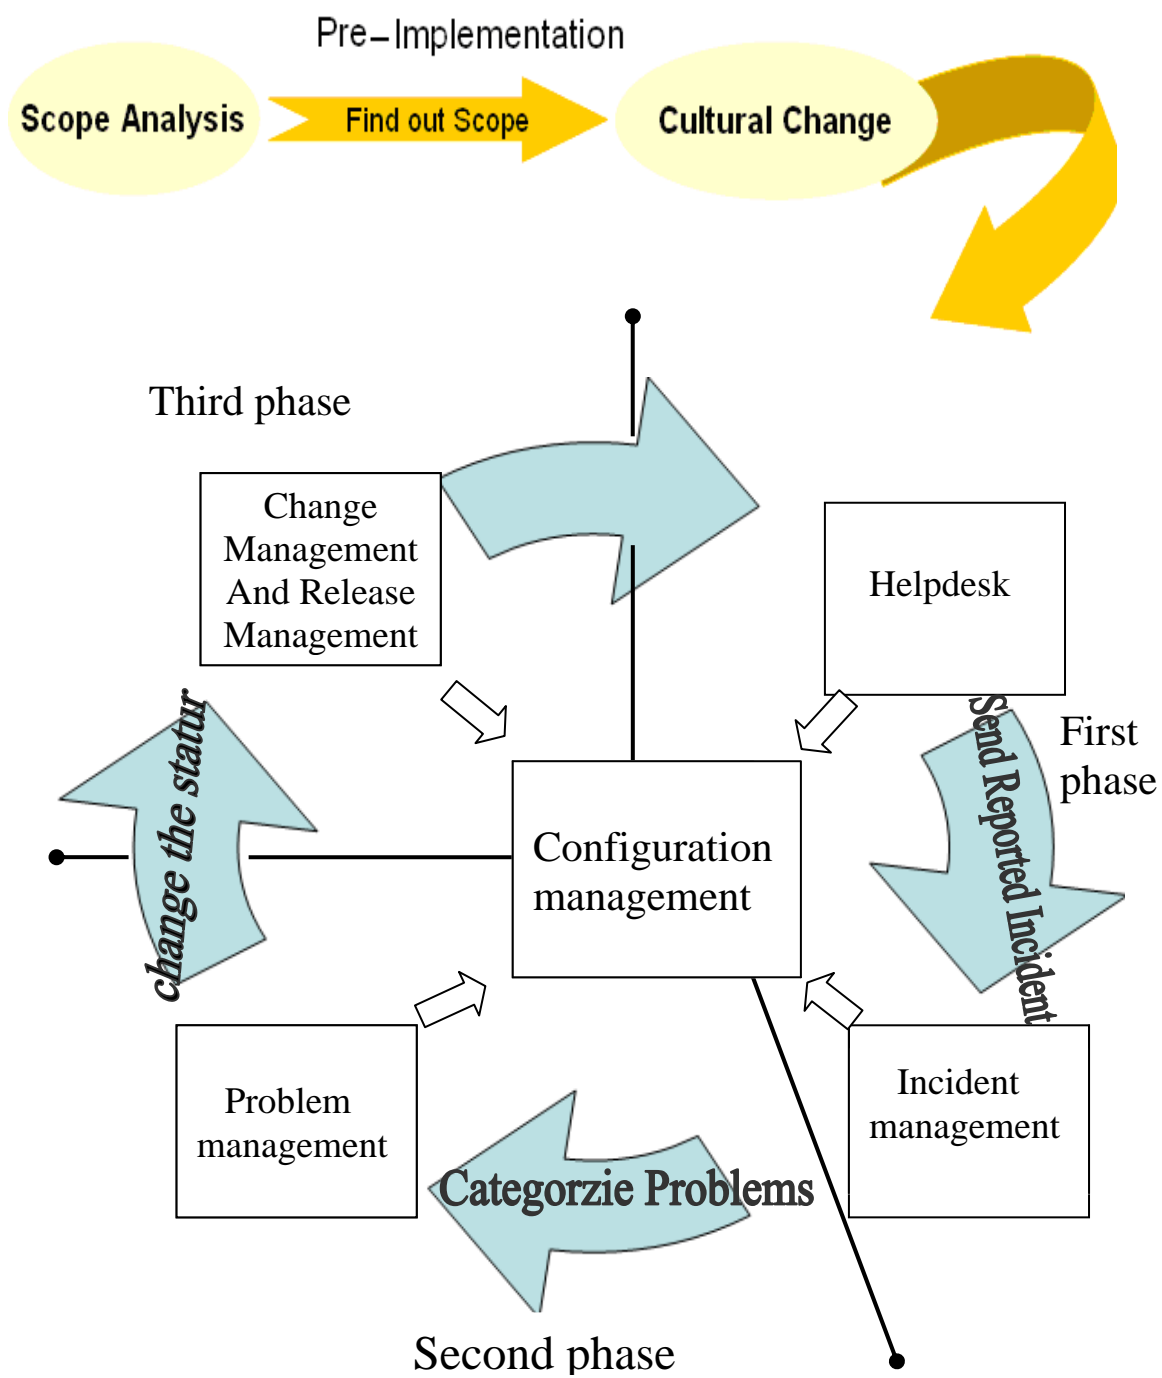 Pre–Implementation
Scope Analysis
Find out Scope
Cultural Change
Third phase
Change
Management
And Release
Management
Helpdesk
Send Reported Incident
First
phase
change the statur
Configuration
management
Problem
management
Incident
management
Categorzie Problems
Second phase